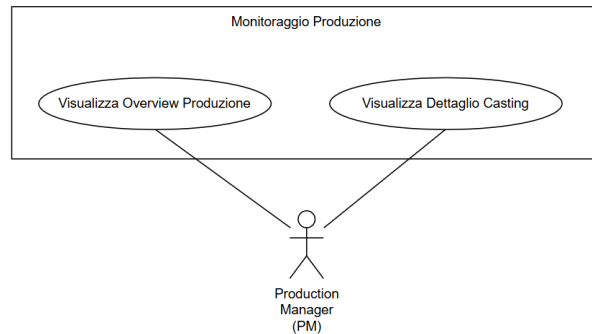 Monitoraggio Produzione
Visualizza Overview Produzione
Visualizza Dettaglio Casting
Production
Manager
(PM)